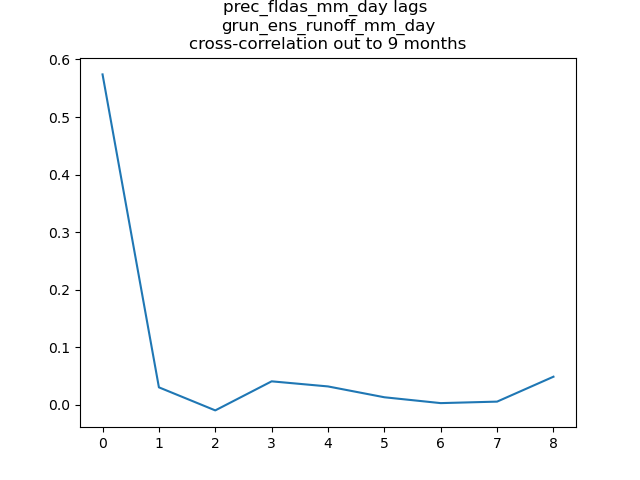 prec_fldas_mm_day lags
grun_ens_runoff_mm_day
cross-correlation out to 9 months
0.6
0.5
0.4
0.3
0.2
0.1
0.0
0 1 2 3 4 5 6 7 8